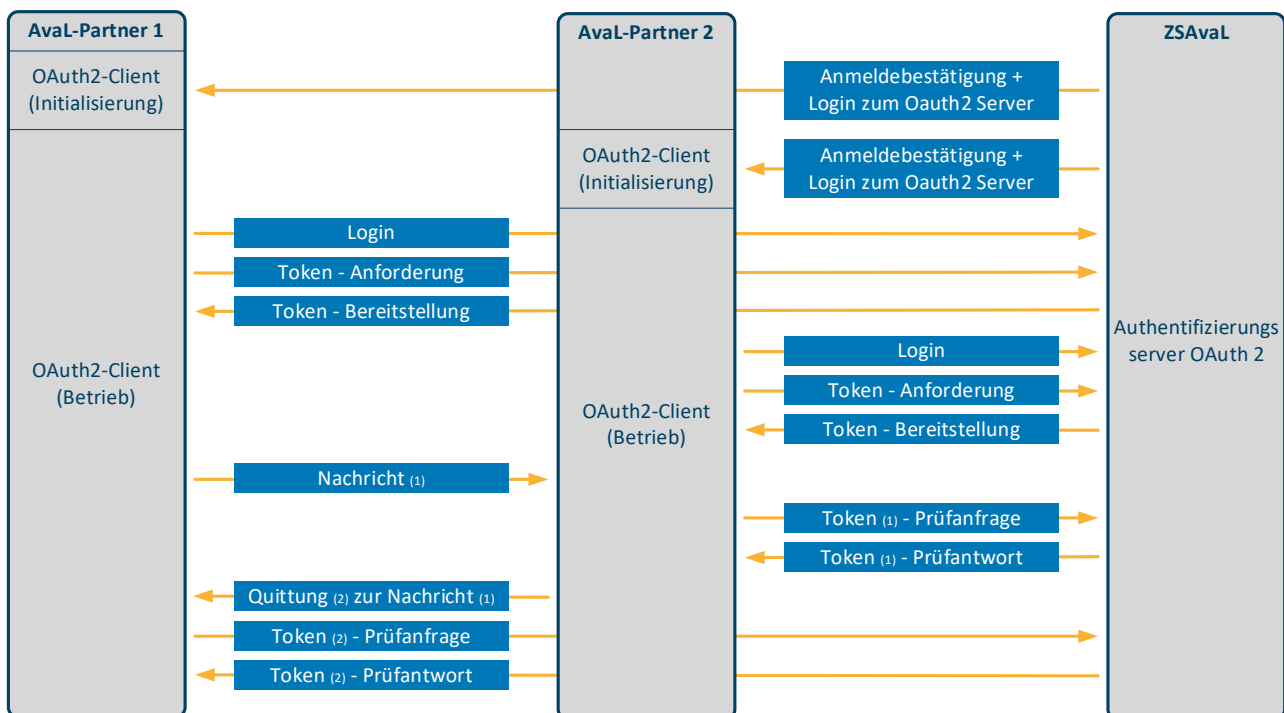 AvaL-Partner 1
AvaL-Partner 2
ZSAvaL
OAuth2-Client
(Initialisierung)
Anmeldebestätigung +
Login zum Oauth2 Server
OAuth2-Client
(Initialisierung)
Anmeldebestätigung +
Login zum Oauth2 Server
Login
Token - Anforderung
Token - Bereitstellung
Authentifizierungs
server OAuth 2
Login
OAuth2-Client
(Betrieb)
Token - Anforderung
OAuth2-Client
(Betrieb)
Token - Bereitstellung
Nachricht (1)
Token (1) - Prüfanfrage
Token (1) - Prüfantwort
Quittung (2) zur Nachricht (1)
Token (2) - Prüfanfrage
Token (2) - Prüfantwort